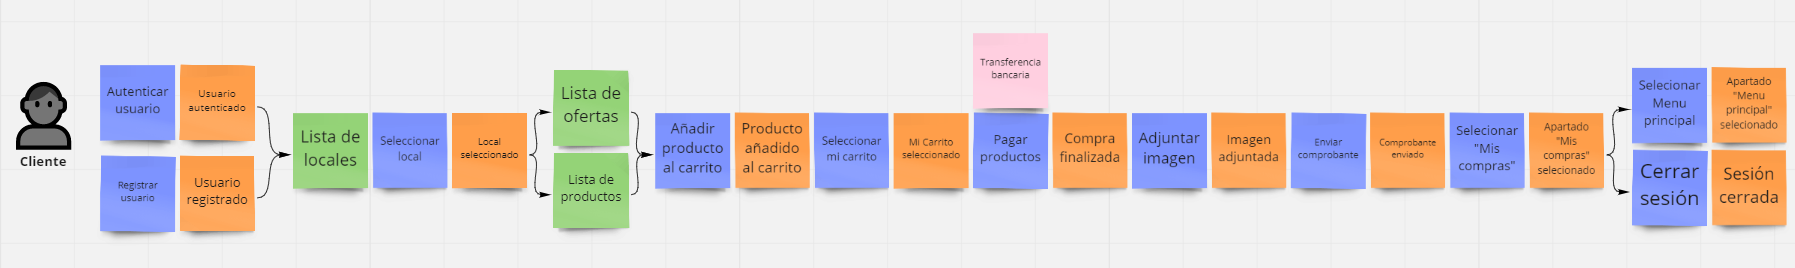 Cliente
Autenticar
usuario
Usuario
autenticado
Registrar
usuario
Usuario
registrado
Lista de
locales
Seleccionar
local
Local
seleccionado
Lista de
ofertas
Lista de
productos
Añadir
producto
al carrito
Producto
añadido
al carrito
Seleccionar
mi carrito
Mi Carrito
seleccionado
Transferencia
bancaria
Pagar
productos
Compra
finalizada
Adjuntar
imagen
Imagen
adjuntada
Enviar
comprobante
Comprobante
enviado
Selecionar
"Mis
compras"
Apartado
"Mis
compras"
selecionado
Selecionar
Menu
principal
Apartado
"Menu
principal"
selecionado
Cerrar
sesión
Sesión
cerrada